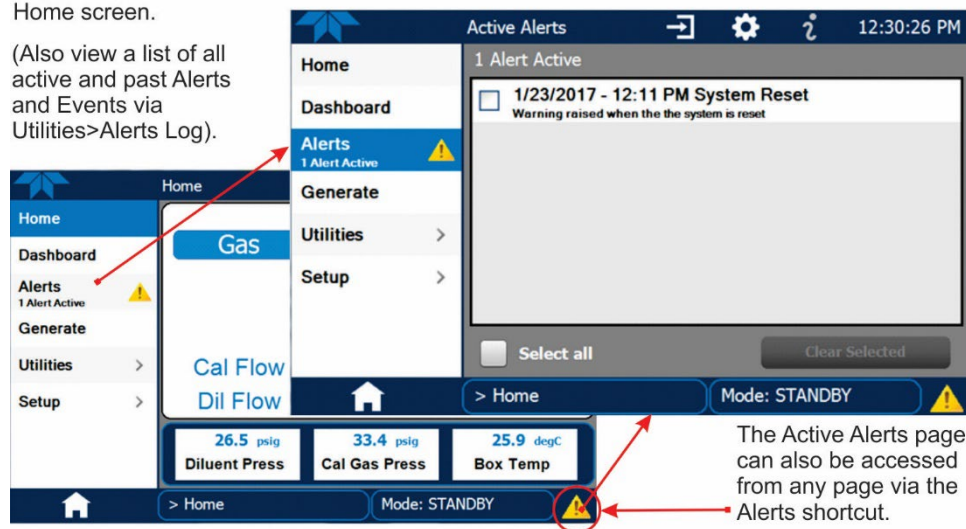 Home screen.
(Also view a list of all
active and past Alerts
and Events via
Utilities>Alerts Log).
Active Alerts
12:30:26 PM
Home
Dashboard
Alerts
1 Alert Active
Generate
Utilities >
Setup >
1 Alert Active
1/23/2017 - 12:11 PM System Reset
Warning raised when the the system is reset
Select all
Clear Selected
> Home
Mode: STANDBY
Home
Home
Dashboard
Alerts
1 Alert Active
Generate
Utilities >
Setup >
Gas
Cal Flow
Dil Flow
26.5 psig
Diluent Press
33.4 psig
Cal Gas Press
25.9 degC
Box Temp
> Home
Mode: STANDBY
The Active Alerts page
can also be accessed
from any page via the
Alerts shortcut.